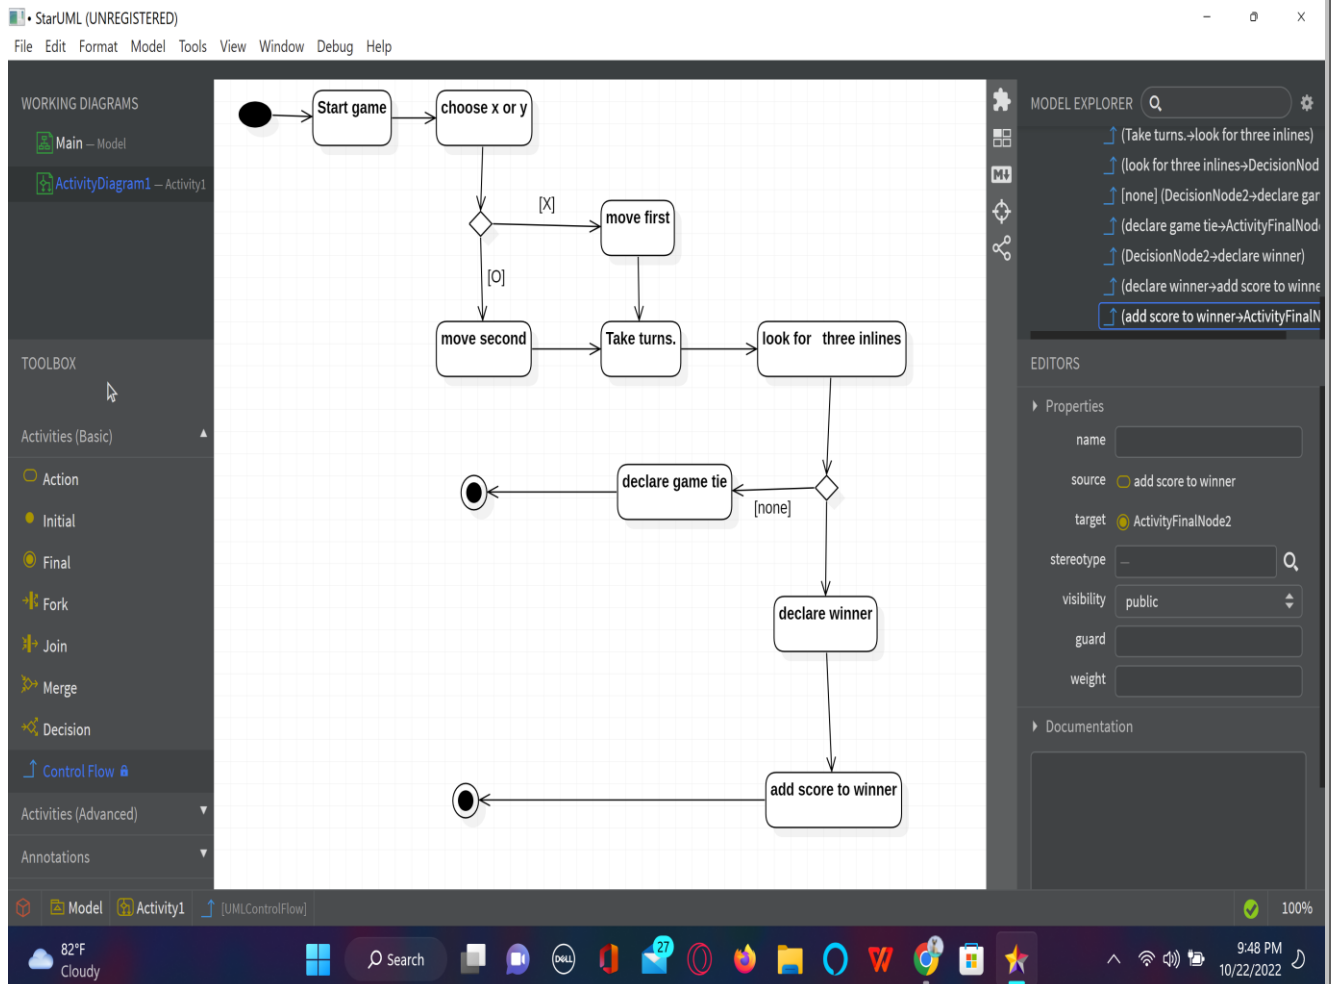 • StarUML (UNREGISTERED)
File Edit Format Model Tools View Window Debug Help
WORKING DIAGRAMS
Main — Model
ActivityDiagram1 — Activity1
TOOLBOX
Activities (Basic)
Action
Initial
Final
Fork
Join
Merge
Decision
Control Flow
Activities (Advanced)
Annotations
Start game
choose x or y
[X]
move first
[O]
move second
Take turns.
look for three inlines
declare game tie
[none]
declare winner
add score to winner
MODEL EXPLORER
(Take turns.→look for three inlines)
(look for three inlines→DecisionNod
[none] (DecisionNode2→declare gar
(declare game tie→ActivityFinalNod
(DecisionNode2→declare winner)
(declare winner→add score to winne
(add score to winner→ActivityFinalN
EDITORS
Properties
name
source add score to winner
target ActivityFinalNode2
stereotype —
visibility public
guard
weight
Documentation
Model Activity1 [UMLControlFlow]
100%
82°F
Cloudy
Search
DELL
27
9:48 PM
10/22/2022